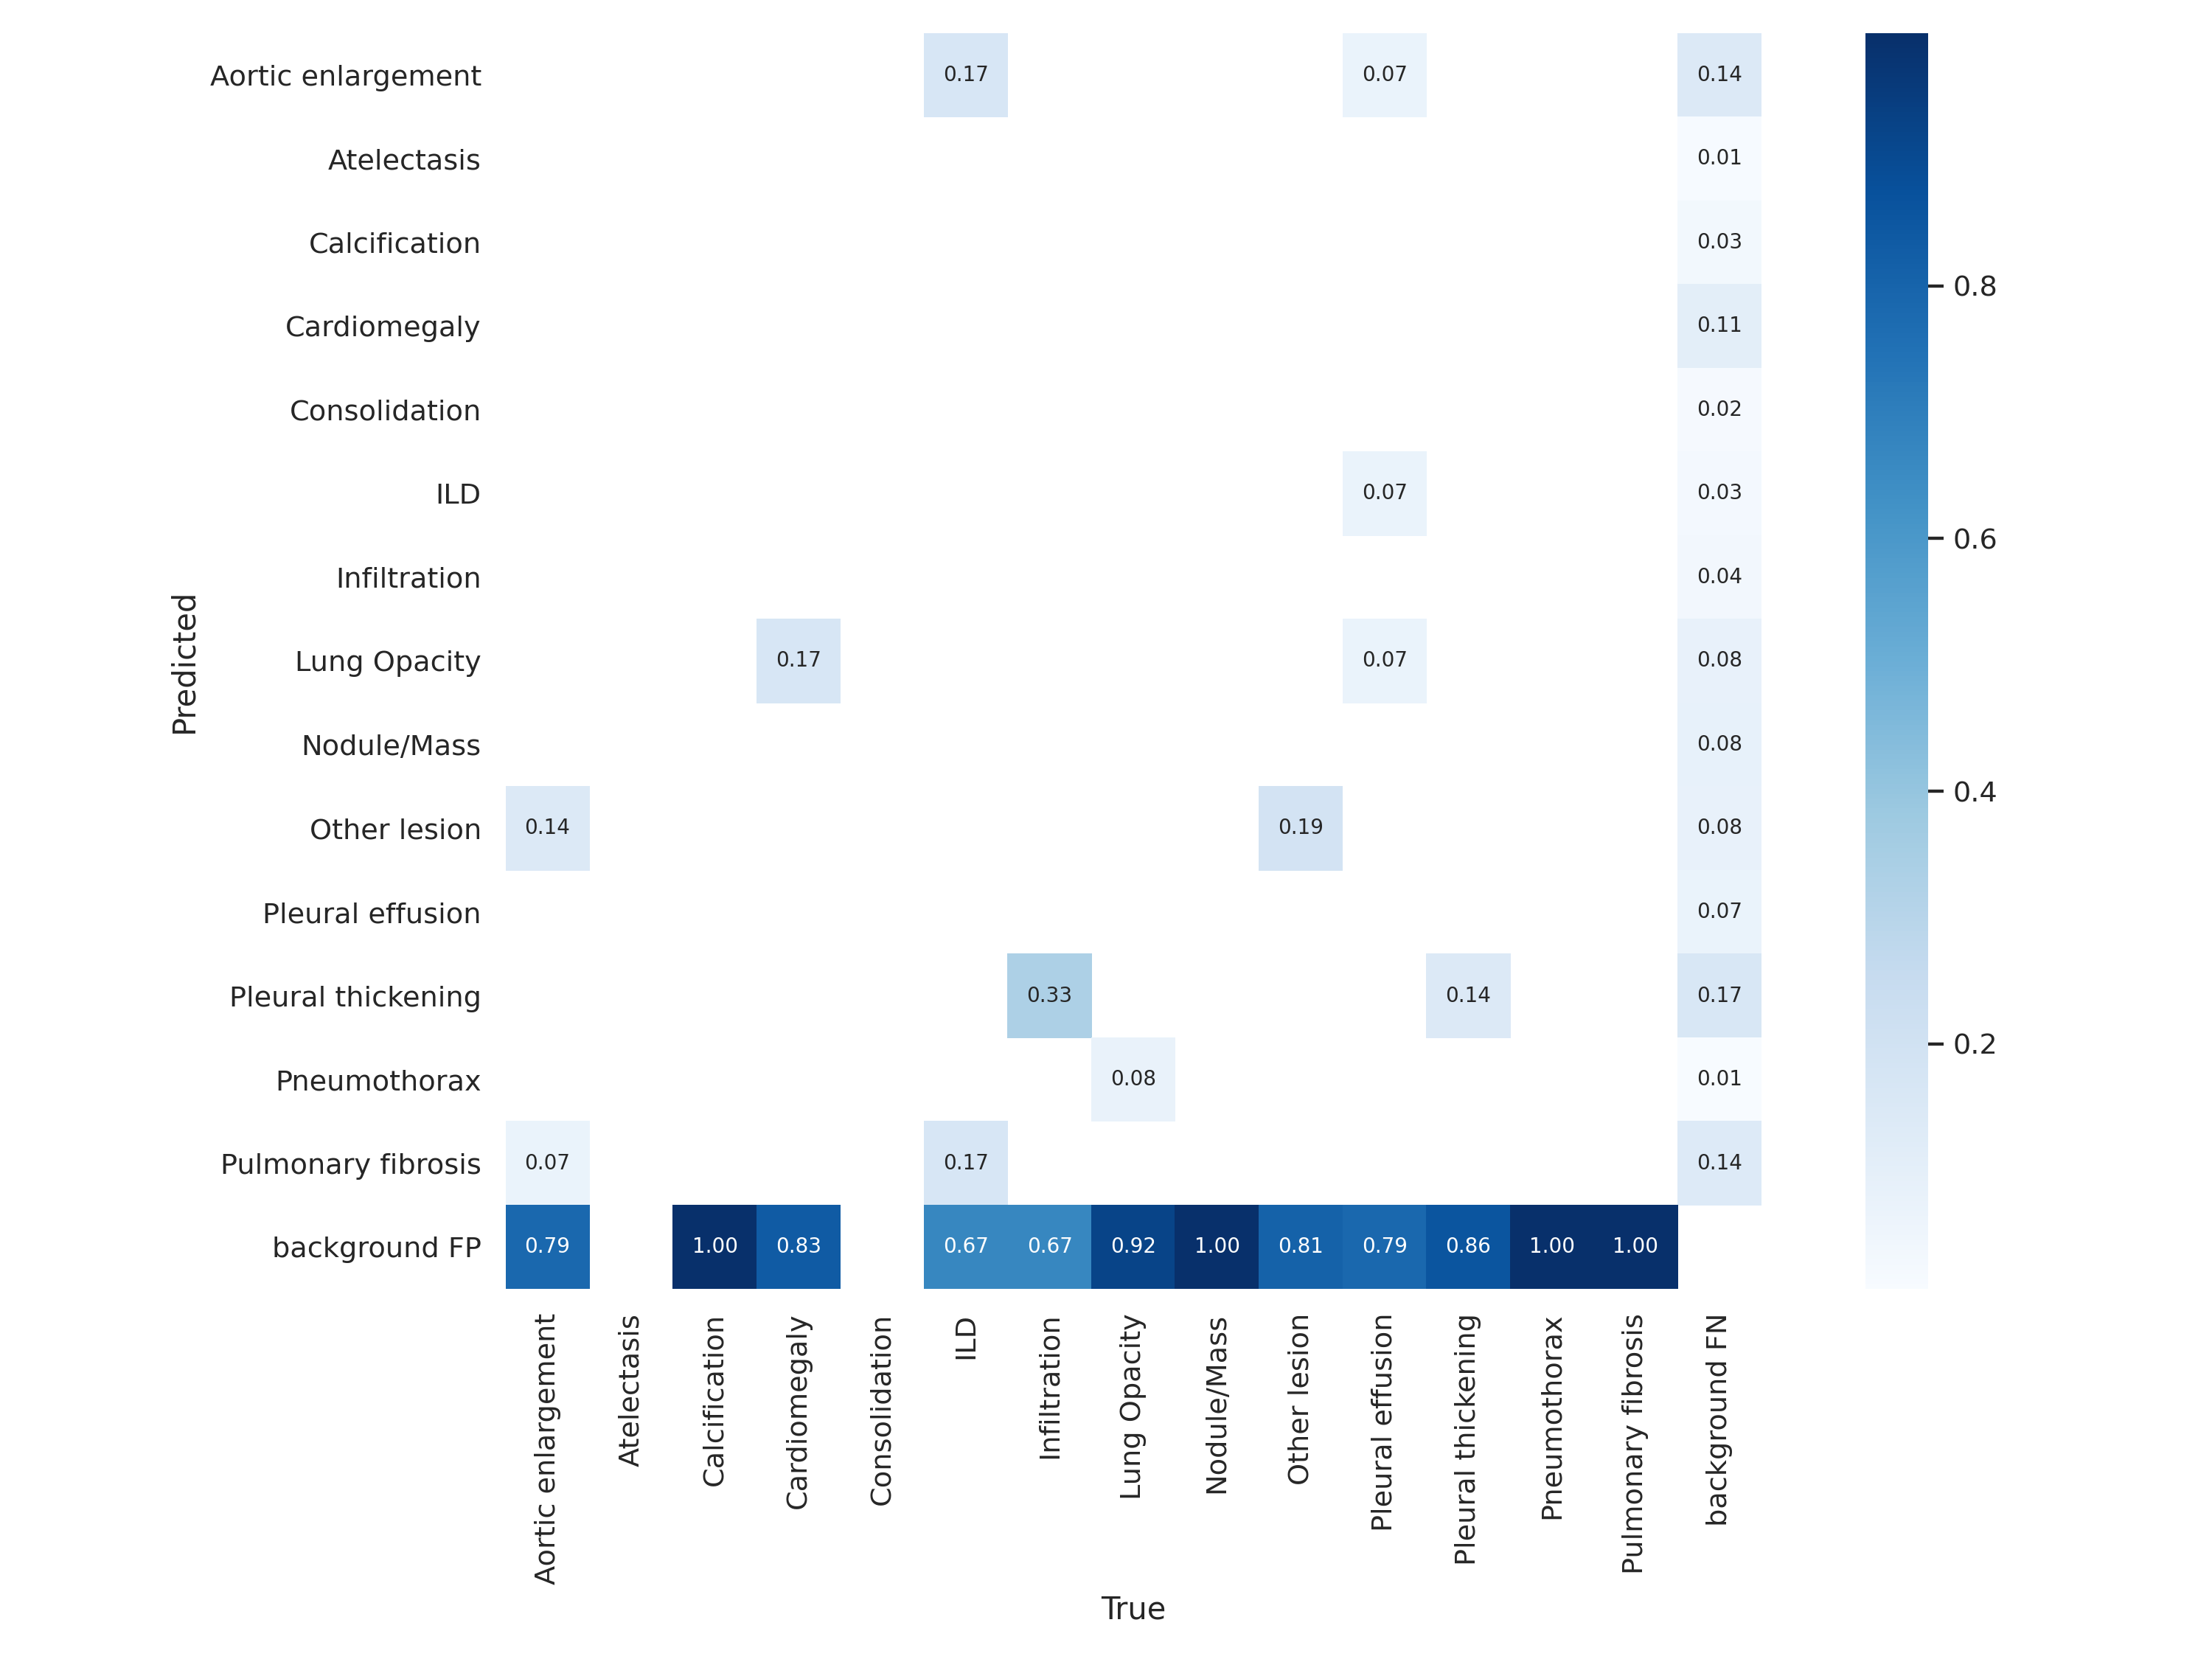 Aortic enlargement 0.17 0.07 0.14
Atelectasis 0.01
Calcification 0.03
Cardiomegaly 0.11
0.8
Consolidation 0.02
ILD 0.07 0.03
0.6
Infiltration 0.04
Predicted
Lung Opacity 0.17 0.07 0.08
Nodule/Mass 0.08
0.4
Other lesion 0.14 0.19 0.08
Pleural effusion 0.07
Pleural thickening 0.33 0.14 0.17
0.2
Pneumothorax 0.08 0.01
Pulmonary fibrosis 0.07 0.17 0.14
background FP 0.79 1.00 0.83 0.67 0.67 0.92 1.00 0.81 0.79 0.86 1.00 1.00
Aortic enlargement
Atelectasis
Calcification
Cardiomegaly
Consolidation
ILD
Infiltration
Lung Opacity
Nodule/Mass
Other lesion
Pleural effusion
Pleural thickening
Pneumothorax
Pulmonary fibrosis
background FN
True